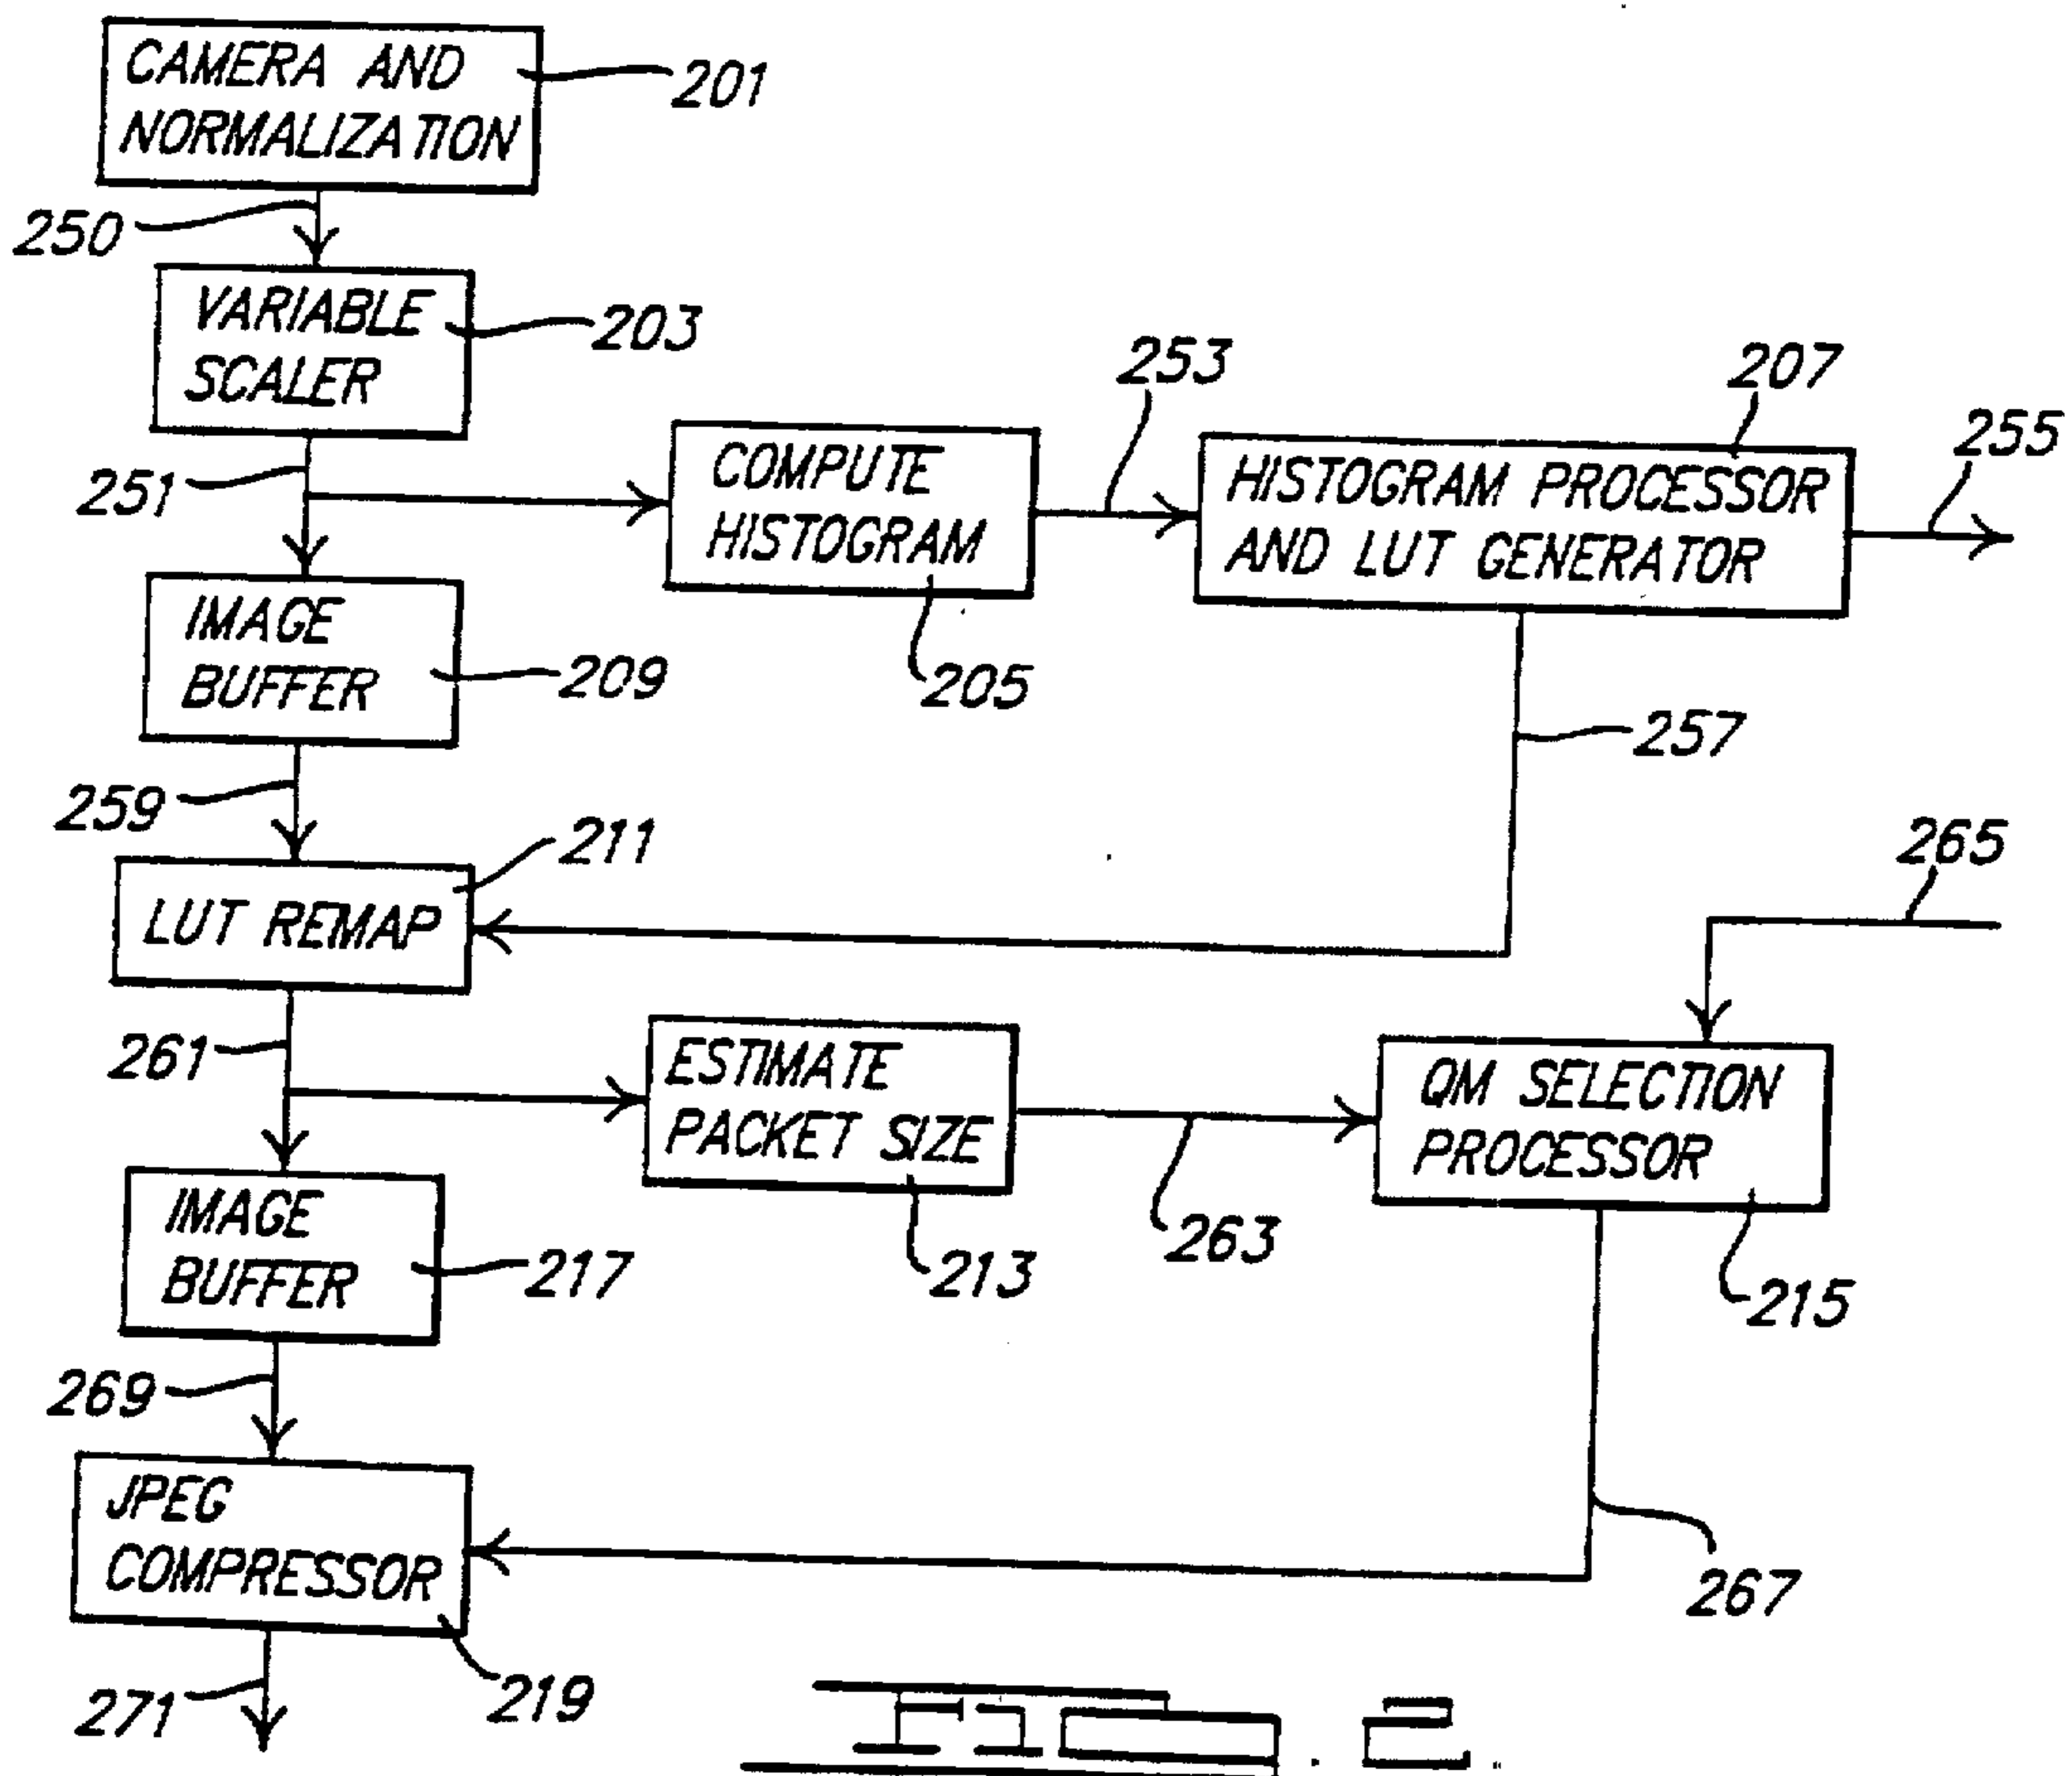 CAMERA AND
NORMALIZATION
201
250
VARIABLE
SCALER
203
251
COMPUTE
HISTOGRAM
205
253
HISTOGRAM PROCESSOR
AND LUT GENERATOR
207
255
IMAGE
BUFFER
209
257
259
LUT REMAP
211
265
261
ESTIMATE
PACKET SIZE
213
263
QM SELECTION
PROCESSOR
215
IMAGE
BUFFER
217
269
JPEG
COMPRESSOR
219
267
271
FIG. 2.